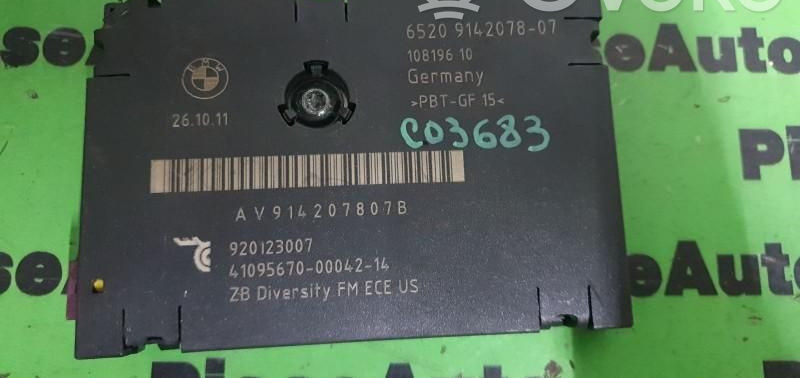 6520 9142078-07
108196 10
Germany
>PBT-GF 15<
BMW
26.10.11
C03683
AV914207807B
920123007
41095670-00042-14
ZB Diversity FM ECE US